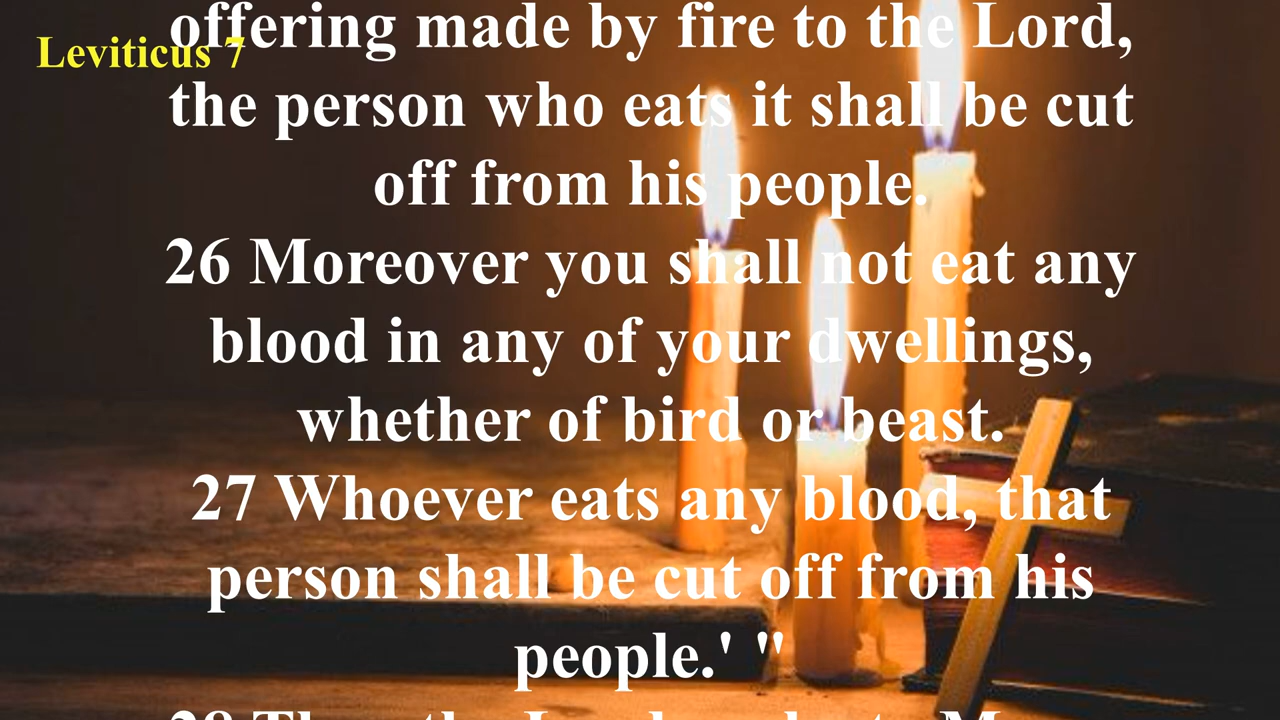 Leviticus 7
offering made by fire to the Lord,
the person who eats it shall be cut
off from his people.
26 Moreover you shall not eat any
blood in any of your dwellings,
whether of bird or beast.
27 Whoever eats any blood, that
person shall be cut off from his
people.' "
28